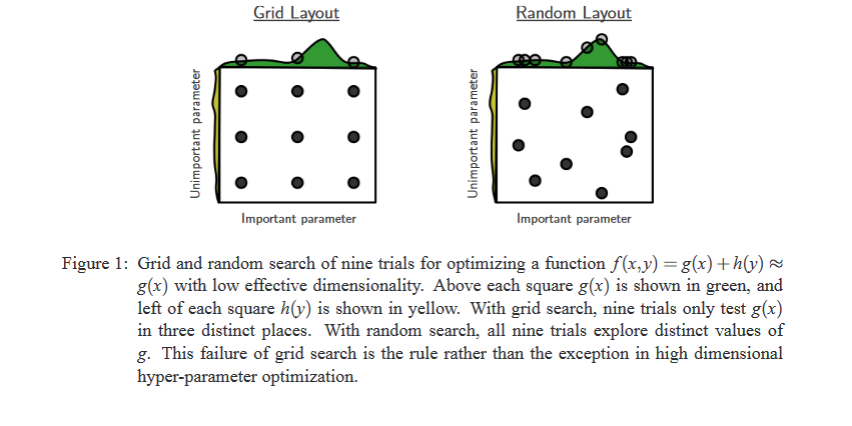 Grid Layout
Random Layout
Unimportant parameter
Unimportant parameter
Important parameter
Important parameter
Figure 1: Grid and random search of nine trials for optimizing a function f(x,y) = g(x) + h(y) ≈
g(x) with low effective dimensionality. Above each square g(x) is shown in green, and
left of each square h(y) is shown in yellow. With grid search, nine trials only test g(x)
in three distinct places. With random search, all nine trials explore distinct values of
g. This failure of grid search is the rule rather than the exception in high dimensional
hyper-parameter optimization.